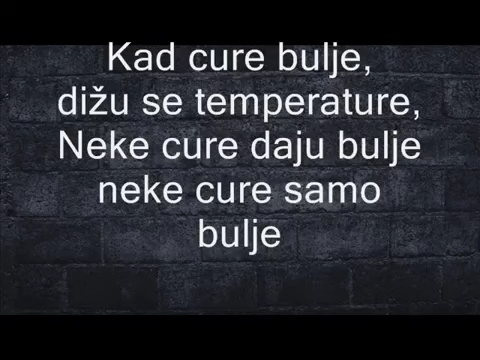 Kad cure bulje,
dižu se temperature,
Neke cure daju bulje
neke cure samo
bulje